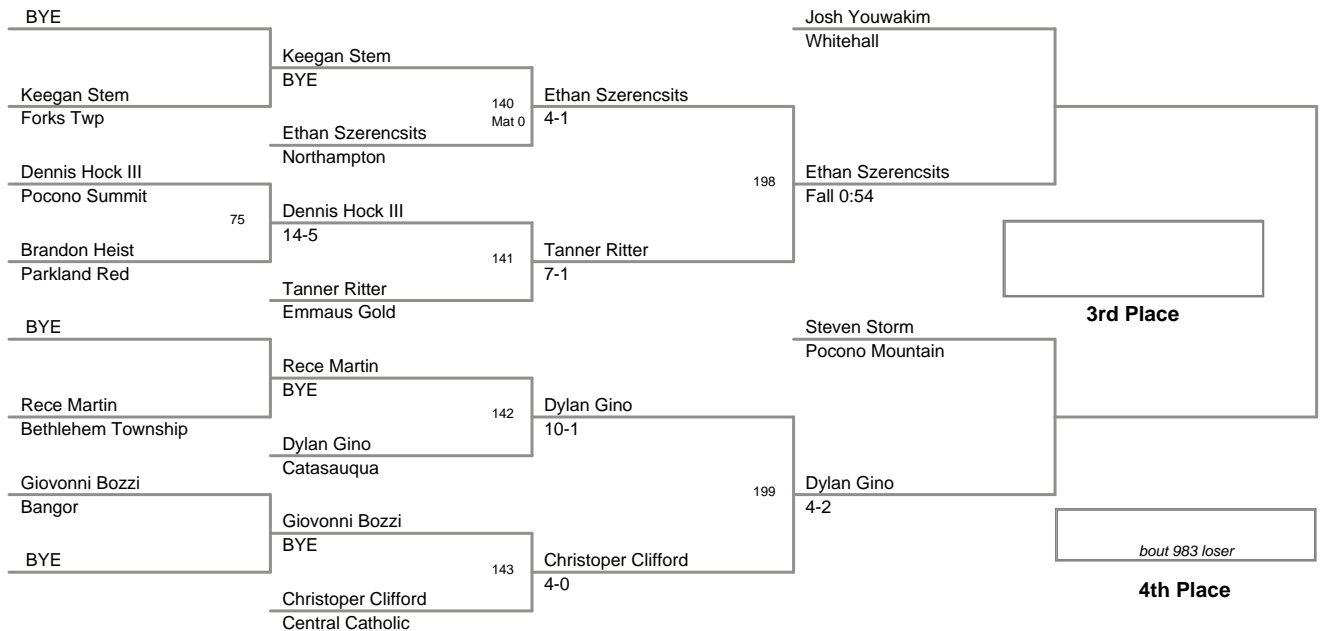 BYE
Keegan Stem
Forks Twp
Dennis Hock III
Pocono Summit
75
Brandon Heist
Parkland Red
BYE
Rece Martin
Bethlehem Township
Giovonni Bozzi
Bangor
BYE
Keegan Stem
BYE
140
Mat 0
Ethan Szerencsits
Northampton
Dennis Hock III
14-5
141
Tanner Ritter
Emmaus Gold
Rece Martin
BYE
142
Dylan Gino
Catasauqua
Giovonni Bozzi
BYE
143
Christoper Clifford
Central Catholic
Ethan Szerencsits
4-1
198
Tanner Ritter
7-1
Dylan Gino
10-1
199
Christoper Clifford
4-0
Josh Youwakim
Whitehall
Ethan Szerencsits
Fall 0:54
Steven Storm
Pocono Mountain
Dylan Gino
4-2
3rd Place
bout 983 loser
4th Place